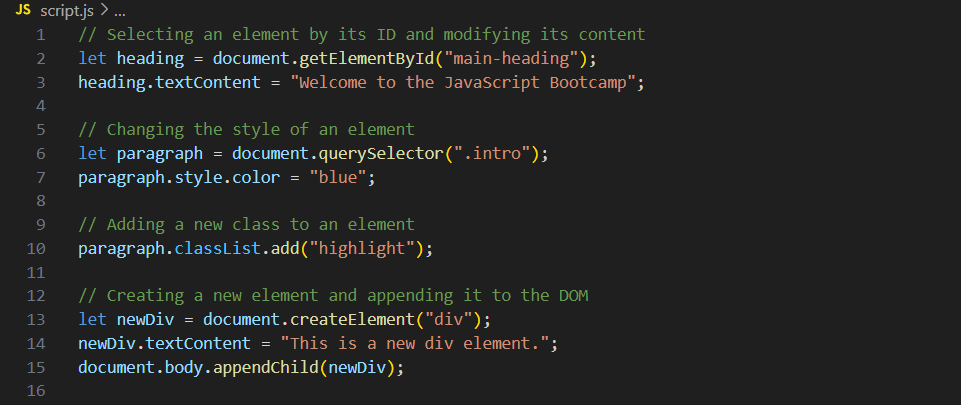 JS script.js > ...
1 // Selecting an element by its ID and modifying its content
2 let heading = document.getElementById("main-heading");
3 heading.textContent = "Welcome to the JavaScript Bootcamp";
4
5 // Changing the style of an element
6 let paragraph = document.querySelector(".intro");
7 paragraph.style.color = "blue";
8
9 // Adding a new class to an element
10 paragraph.classList.add("highlight");
11
12 // Creating a new element and appending it to the DOM
13 let newDiv = document.createElement("div");
14 newDiv.textContent = "This is a new div element.";
15 document.body.appendChild(newDiv);
16